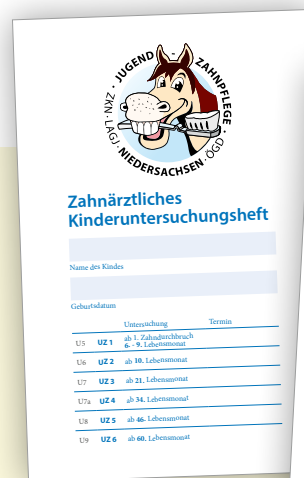 JUGEND - ZAHNPFLEGE
ZKN · LAGJ · NIEDERSACHSEN · ÖGD
Zahnärztliches
Kinderuntersuchungsheft
Name des Kindes
Geburtsdatum
Untersuchung Termin
U5 UZ 1 ab 1. Zahndurchbruch
6. - 9. Lebensmonat
U6 UZ 2 ab 10. Lebensmonat
U7 UZ 3 ab 21. Lebensmonat
U7a UZ 4 ab 34. Lebensmonat
U8 UZ 5 ab 46. Lebensmonat
U9 UZ 6 ab 60. Lebensmonat